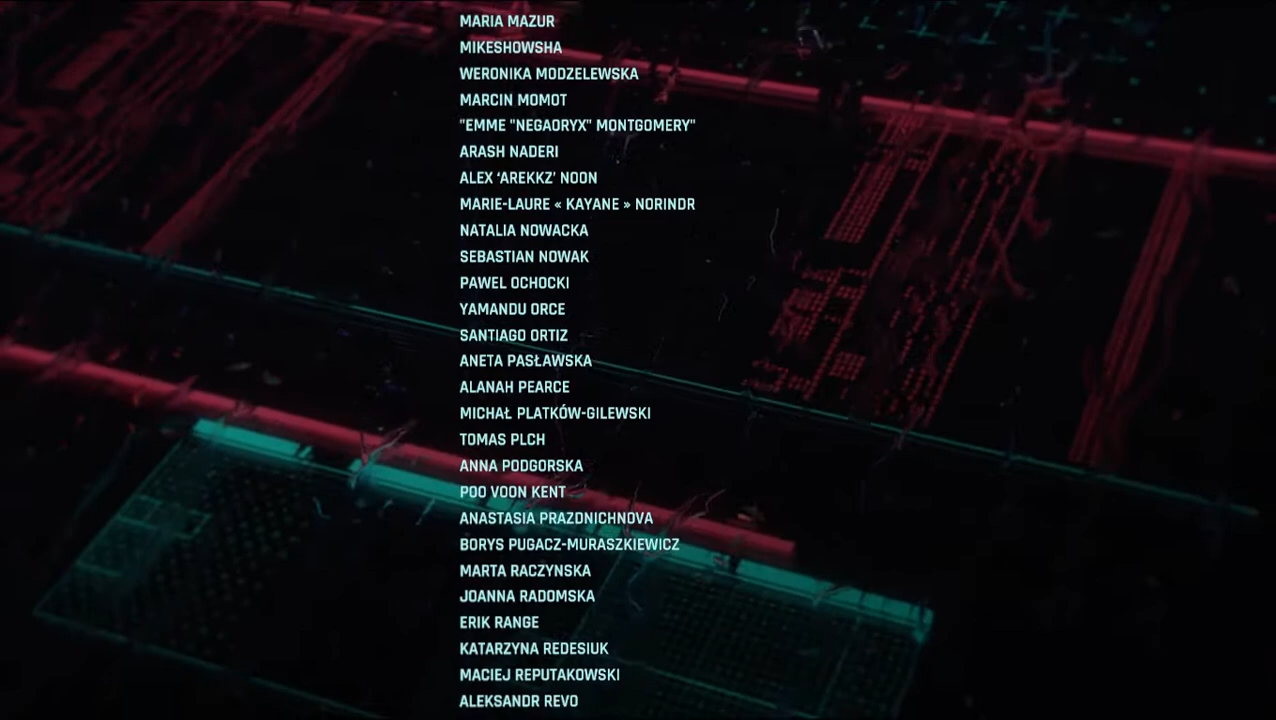 MARIA MAZUR
MIKESHOWSHA
WERONIKA MODZELEWSKA
MARCIN MOMOT
"EMME "NEGAORYX" MONTGOMERY"
ARASH NADERI
ALEX ‘AREKKZ’ NOON
MARIE-LAURE « KAYANE » NORINDR
NATALIA NOWACKA
SEBASTIAN NOWAK
PAWEL OCHOCKI
YAMANDU ORCE
SANTIAGO ORTIZ
ANETA PASŁAWSKA
ALANAH PEARCE
MICHAŁ PLATKÓW-GILEWSKI
TOMAS PLCH
ANNA PODGORSKA
POO VOON KENT
ANASTASIA PRAZDNICHNOVA
BORYS PUGACZ-MURASZKIEWICZ
MARTA RACZYNSKA
JOANNA RADOMSKA
ERIK RANGE
KATARZYNA REDESIUK
MACIEJ REPUTAKOWSKI
ALEKSANDR REVO